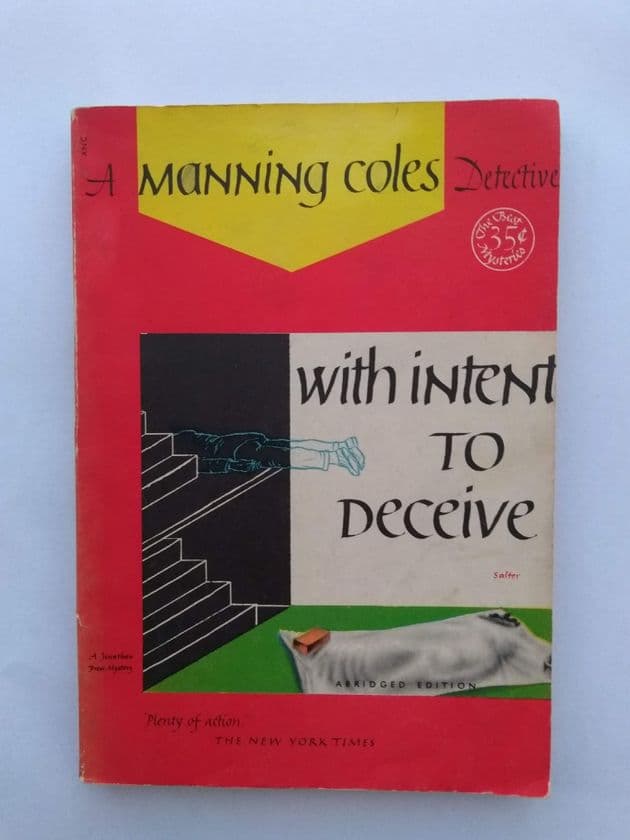 A MANNING COLES Detective
The Best
35¢
Mysteries
with intent
TO
Deceive
Salter
A Jonathan
Press Mystery
ABRIDGED EDITION
Plenty of action
THE NEW YORK TIMES